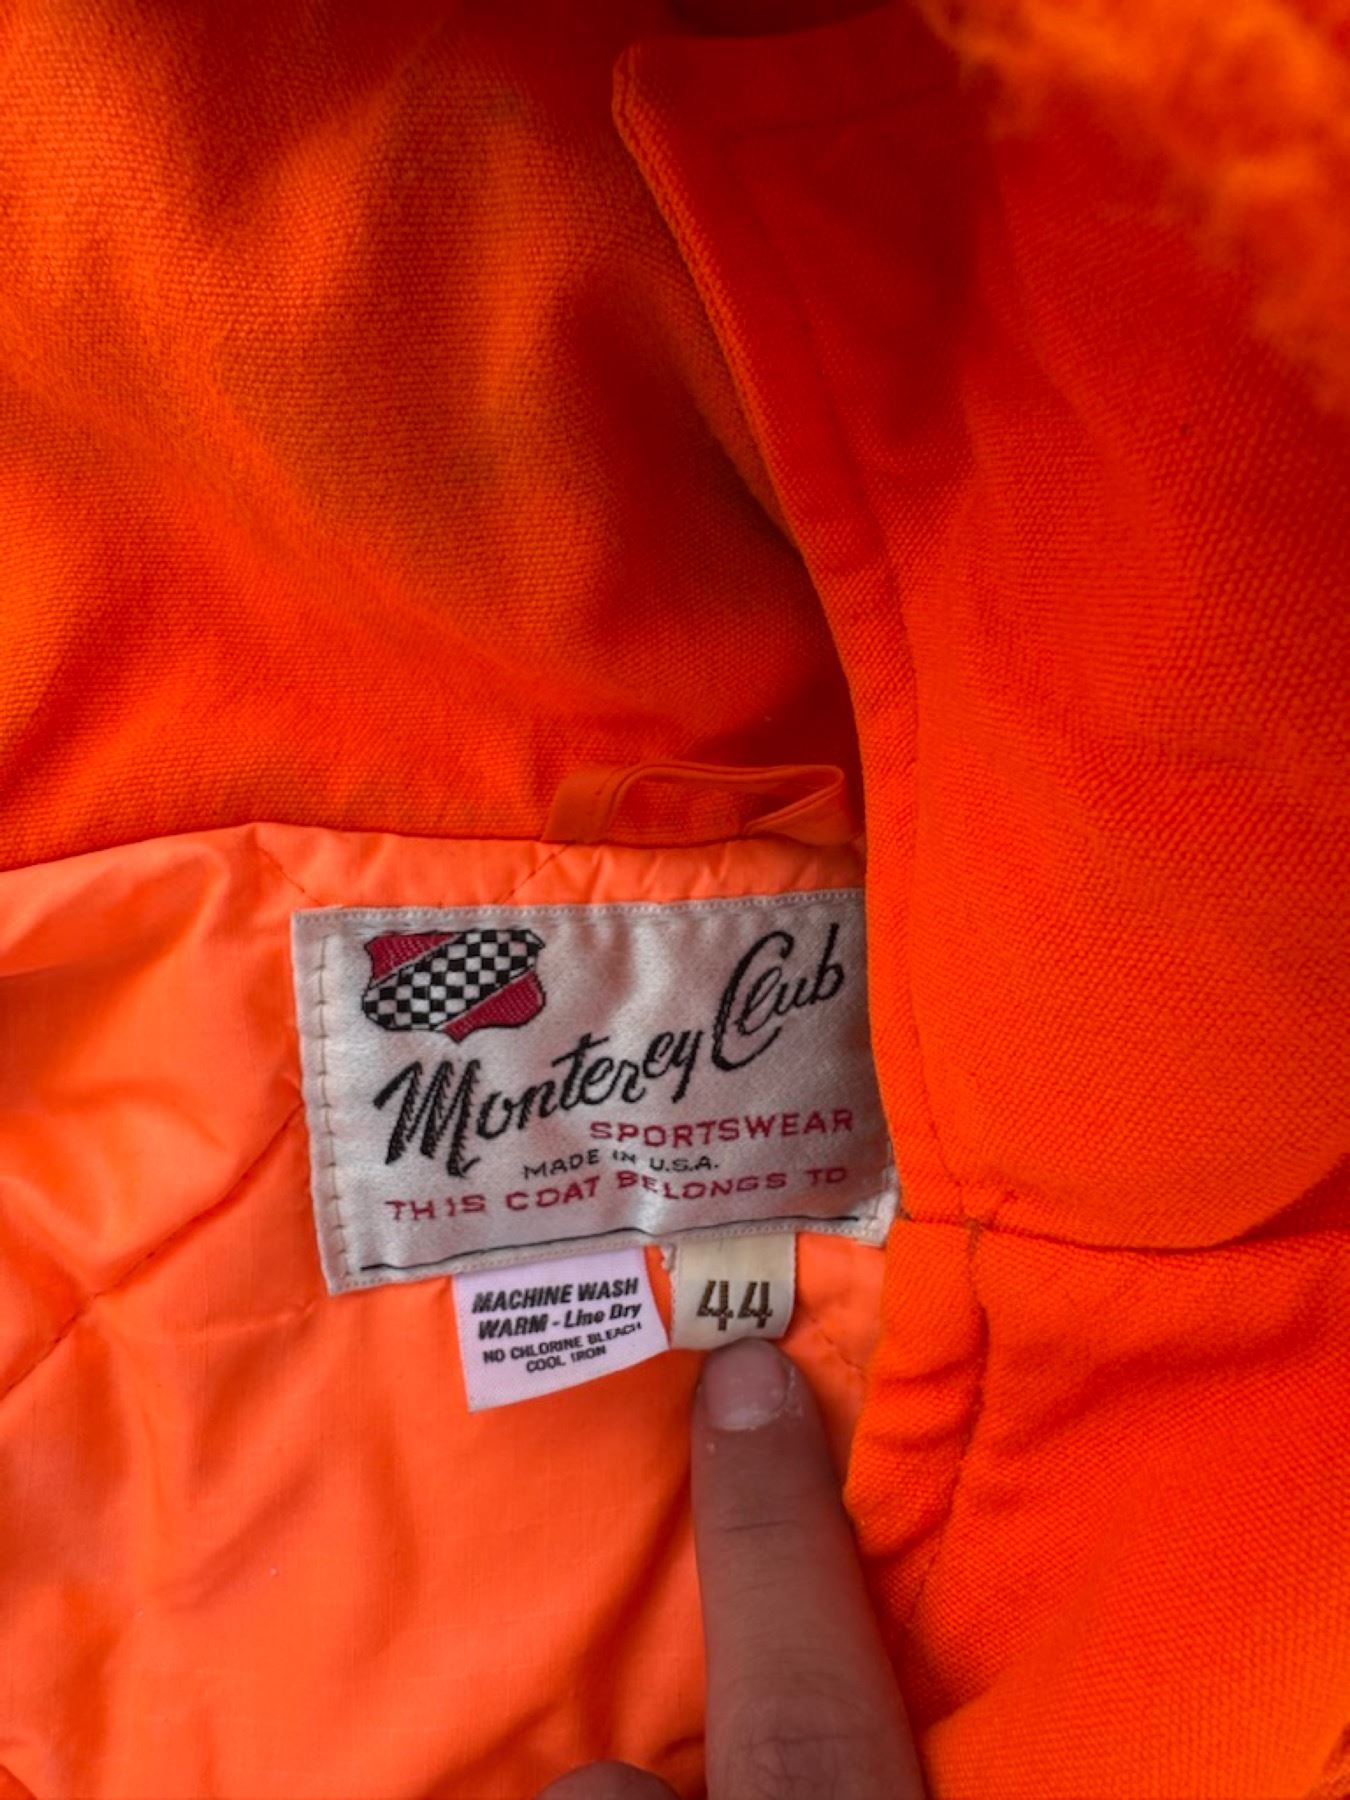 Monterey Club
SPORTSWEAR
MADE IN U.S.A.
THIS COAT BELONGS TO
MACHINE WASH
WARM - Line Dry
NO CHLORINE BLEACH
COOL IRON
44